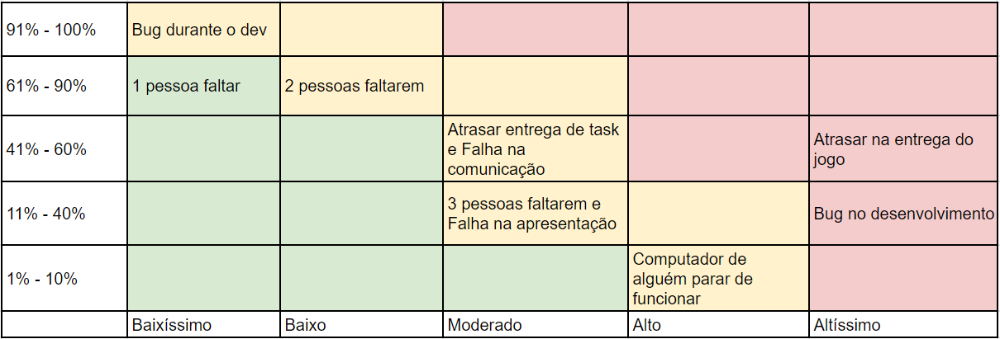 91% - 100%
Bug durante o dev
61% - 90%
1 pessoa faltar
2 pessoas faltarem
41% - 60%
Atrasar entrega de task
e Falha na
comunicação
Atrasar na entrega do
jogo
11% - 40%
3 pessoas faltarem e
Falha na apresentação
Bug no desenvolvimento
1% - 10%
Computador de
alguém parar de
funcionar
Baixíssimo
Baixo
Moderado
Alto
Altíssimo